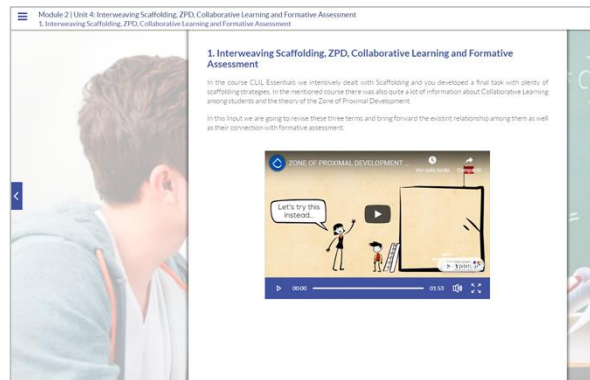 Module 2 | Unit 4: Interweaving Scaffolding, ZPD, Collaborative Learning and Formative Assessment
1. Interweaving Scaffolding, ZPD, Collaborative Learning and Formative Assessment
1. Interweaving Scaffolding, ZPD, Collaborative Learning and Formative
Assessment
In the course CLIL Essentials we intensively dealt with Scaffolding and you developed a final task with plenty of
scaffolding strategies. In the mentioned course there was also quite a lot of information about Collaborative Learning
among students and the theory of the Zone of Proximal Development.
In this Input we are going to revise these three terms and bring forward the existint relationship among them as well
as their connection with formative assessment.
ZONE OF PROXIMAL DEVELOPMENT ...
Ver más tarde
Let's try this
instead...
00:00
01:53